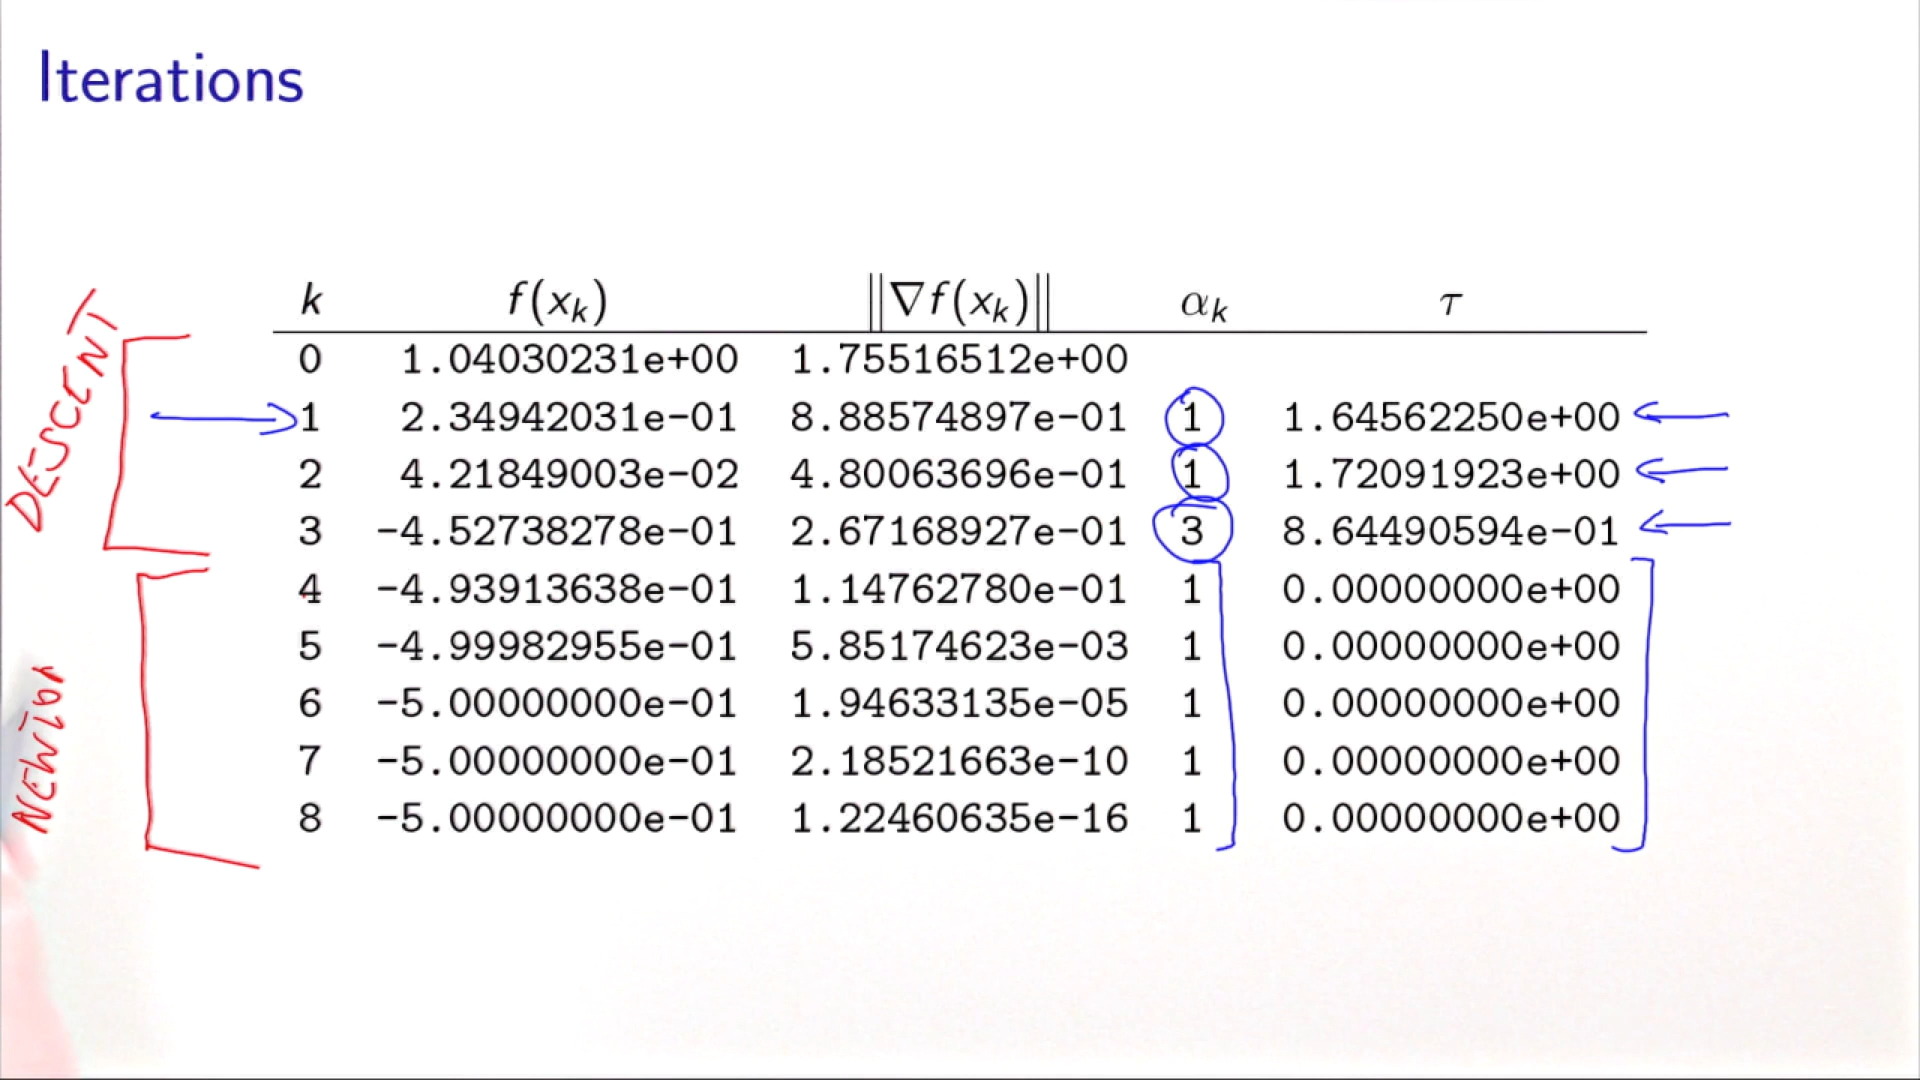 Iterations
k f(xₖ) ‖∇f(xₖ)‖ αₖ τ
0 1.04030231e+00 1.75516512e+00
1 2.34942031e-01 8.88574897e-01 1 1.64562250e+00
2 4.21849003e-02 4.80063696e-01 1 1.72091923e+00
3 -4.52738278e-01 2.67168927e-01 3 8.64490594e-01
4 -4.93913638e-01 1.14762780e-01 1 0.00000000e+00
5 -4.99982955e-01 5.85174623e-03 1 0.00000000e+00
6 -5.00000000e-01 1.94633135e-05 1 0.00000000e+00
7 -5.00000000e-01 2.18521663e-10 1 0.00000000e+00
8 -5.00000000e-01 1.22460635e-16 1 0.00000000e+00
DESCENT
NEWTON